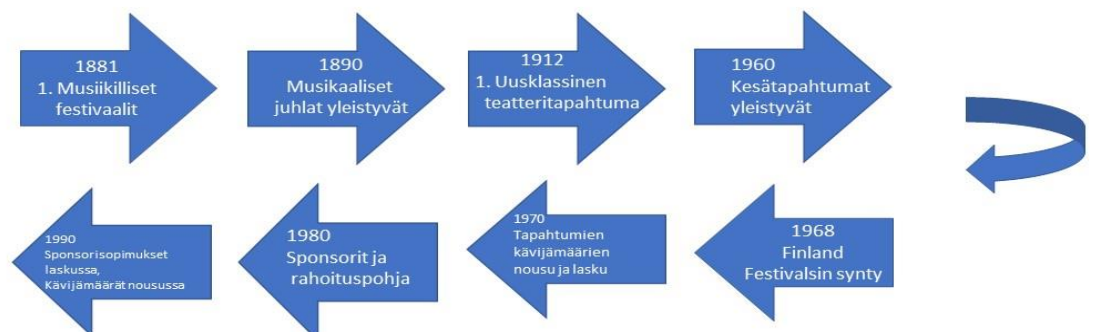 1881
1. Musiikilliset
festivaalit
1890
Musikaaliset
juhlat yleistyvät
1912
1. Uusklassinen
teatteritapahtuma
1960
Kesätapahtumat
yleistyvät
1968
Finland
Festivalsin synty
1970
Tapahtumien
kävijämäärien
nousu ja lasku
1980
Sponsorit ja
rahoituspohja
1990
Sponsorisopimukset
laskussa,
Kävijämäärät nousussa